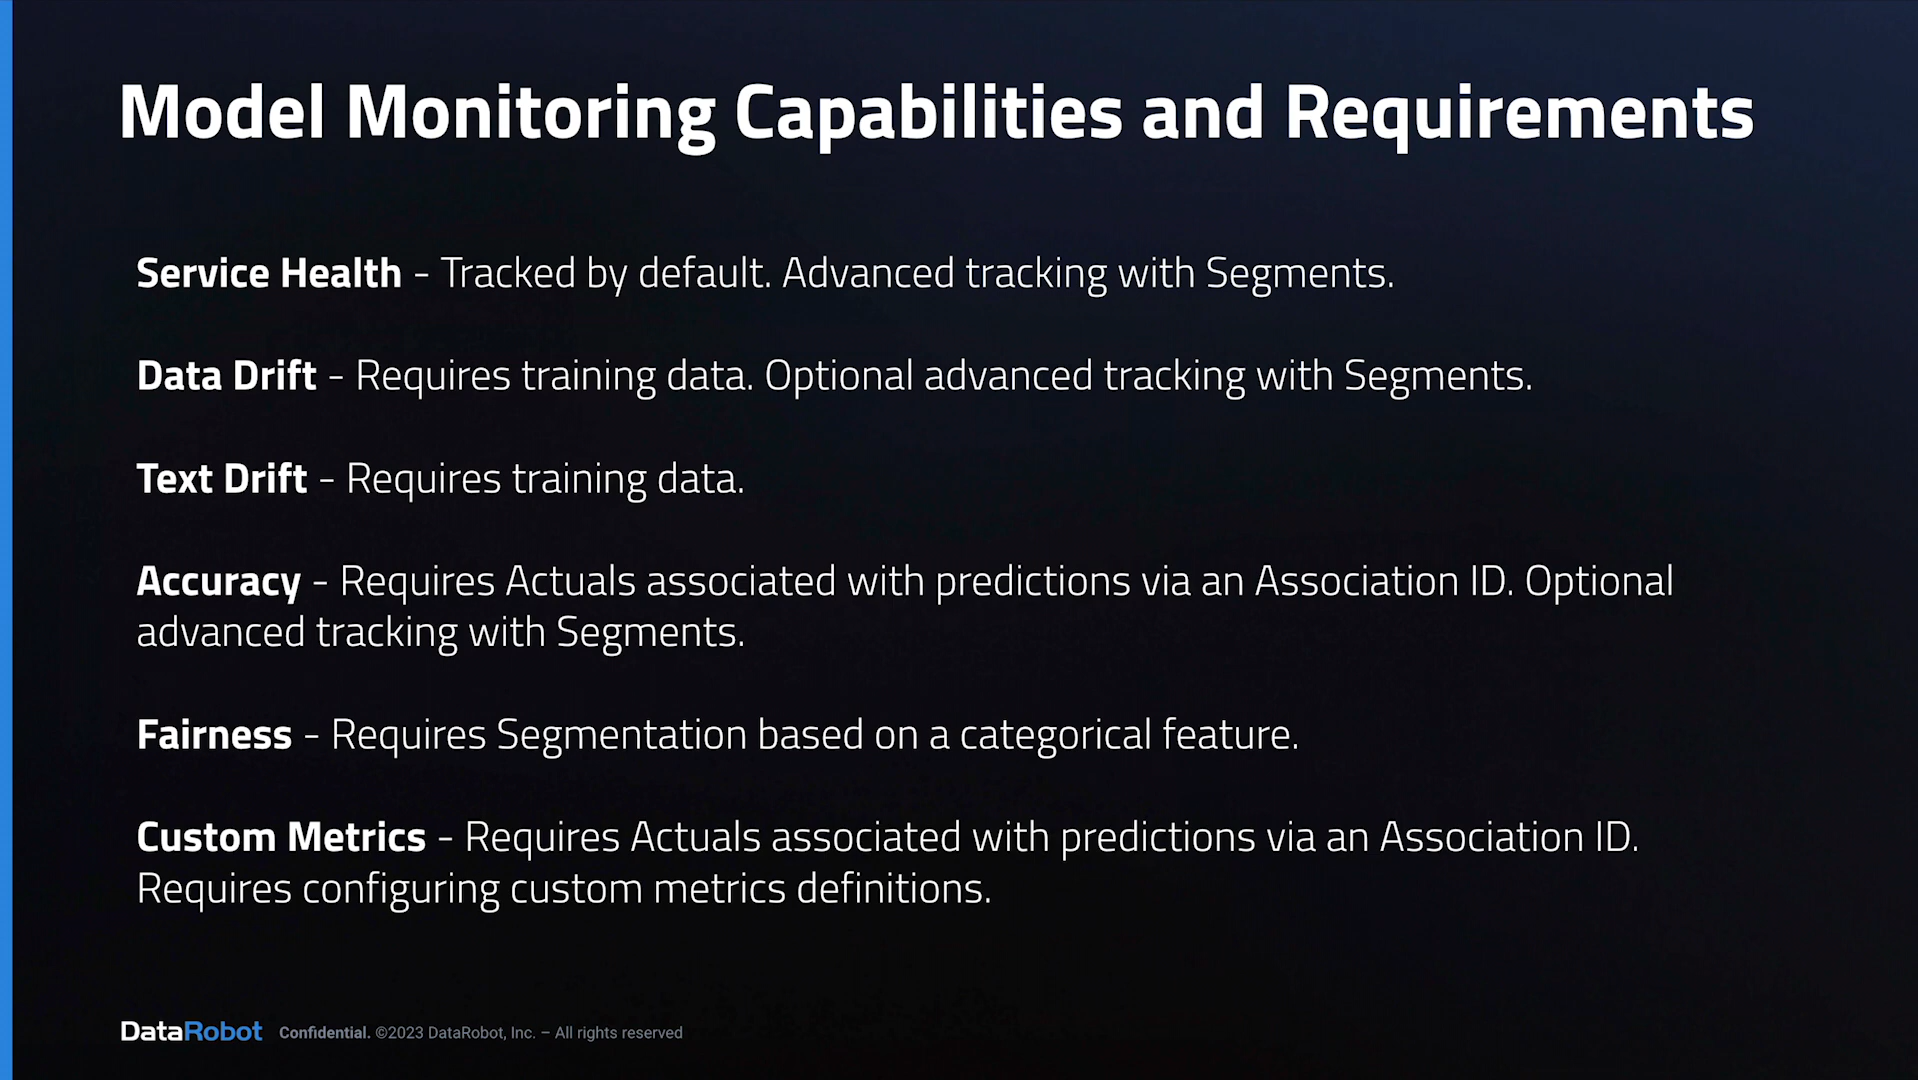 Model Monitoring Capabilities and Requirements
Service Health - Tracked by default. Advanced tracking with Segments.
Data Drift - Requires training data. Optional advanced tracking with Segments.
Text Drift - Requires training data.
Accuracy - Requires Actuals associated with predictions via an Association ID. Optional
advanced tracking with Segments.
Fairness - Requires Segmentation based on a categorical feature.
Custom Metrics - Requires Actuals associated with predictions via an Association ID.
Requires configuring custom metrics definitions.
DataRobot Confidential. ©2023 DataRobot, Inc. – All rights reserved